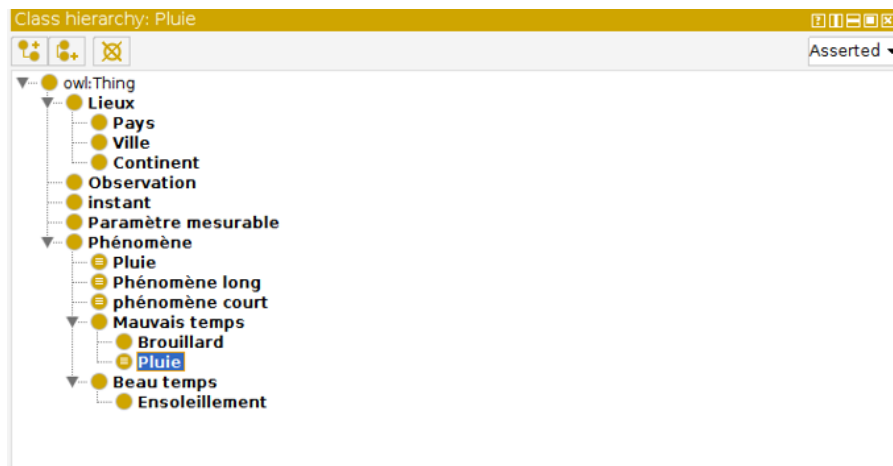 Class hierarchy: Pluie
Asserted
owl:Thing
Lieux
Pays
Ville
Continent
Observation
instant
Paramètre mesurable
Phénomène
Pluie
Phénomène long
phénomène court
Mauvais temps
Brouillard
Pluie
Beau temps
Ensoleillement